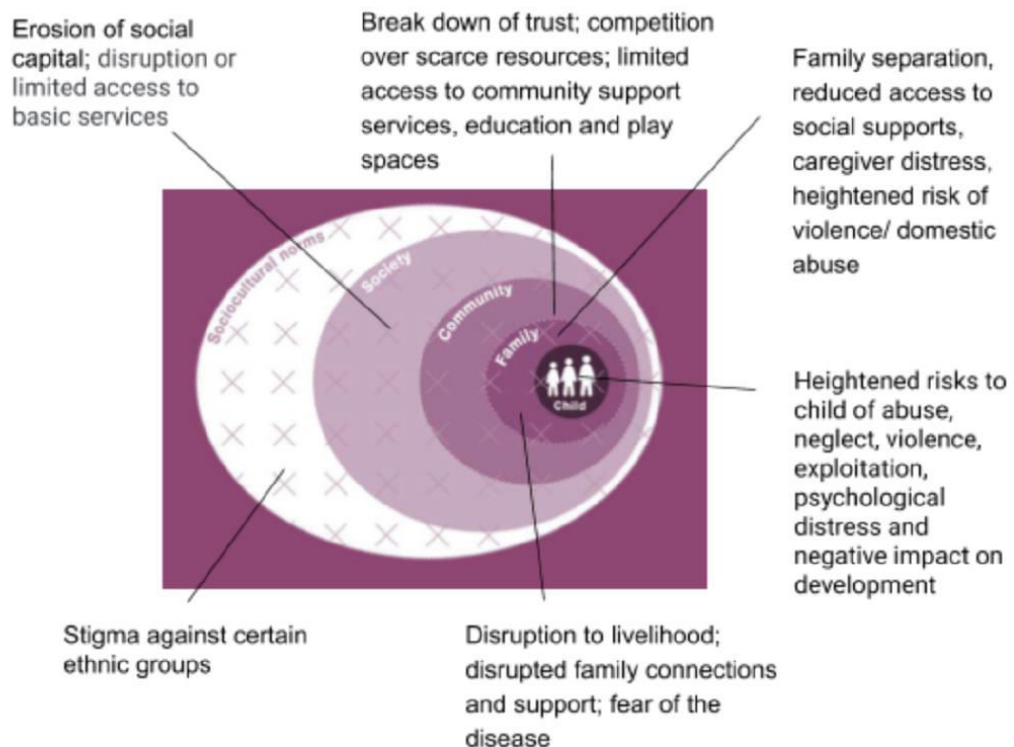 Erosion of social
capital; disruption or
limited access to
basic services
Break down of trust; competition
over scarce resources; limited
access to community support
services, education and play
spaces
Family separation,
reduced access to
social supports,
caregiver distress,
heightened risk of
violence/ domestic
abuse
Sociocultural norms
Society
Community
Family
Child
Heightened risks to
child of abuse,
neglect, violence,
exploitation,
psychological
distress and
negative impact on
development
Stigma against certain
ethnic groups
Disruption to livelihood;
disrupted family connections
and support; fear of the
disease